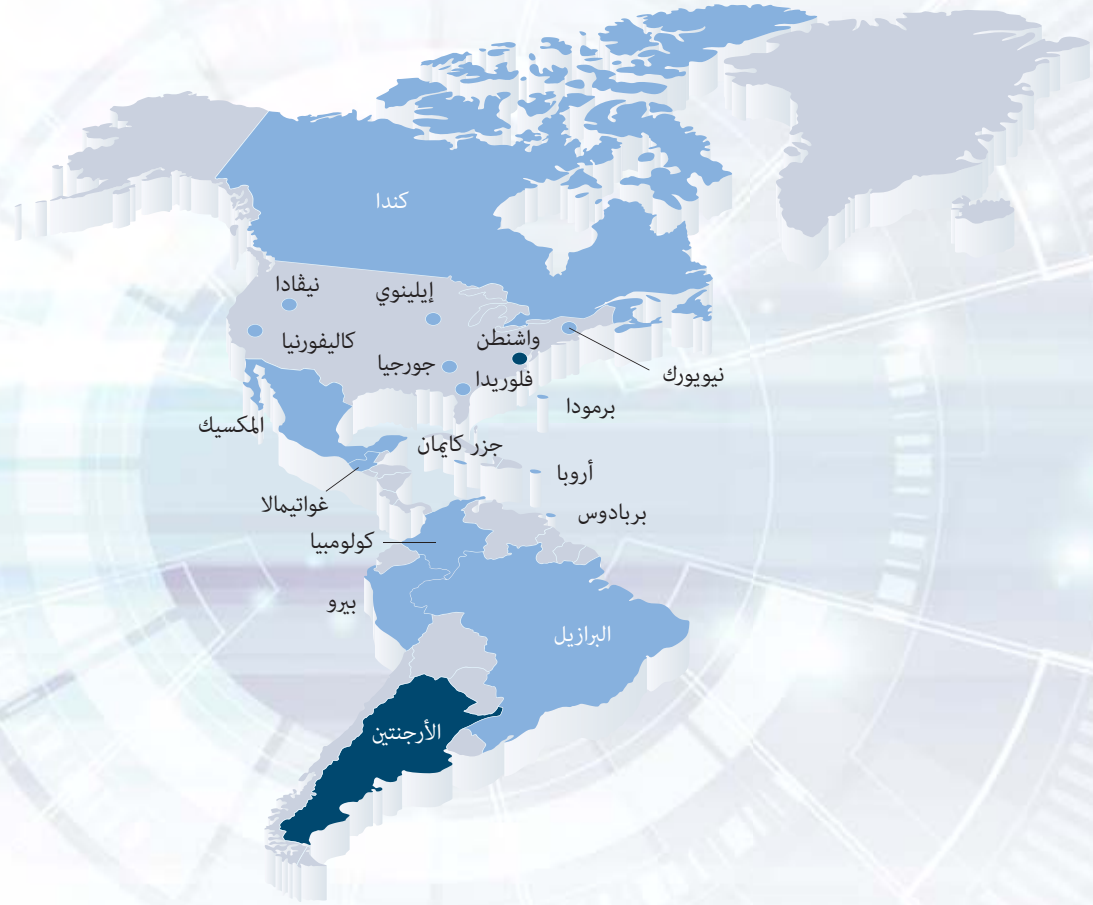 كندا
نيڤادا
إيلينوي
كاليفورنيا
واشنطن
جورجيا
فلوريدا
نيويورك
برمودا
المكسيك
جزر كايمان
أروبا
غواتيمالا
بربادوس
كولومبيا
بيرو
البرازيل
الأرجنتين